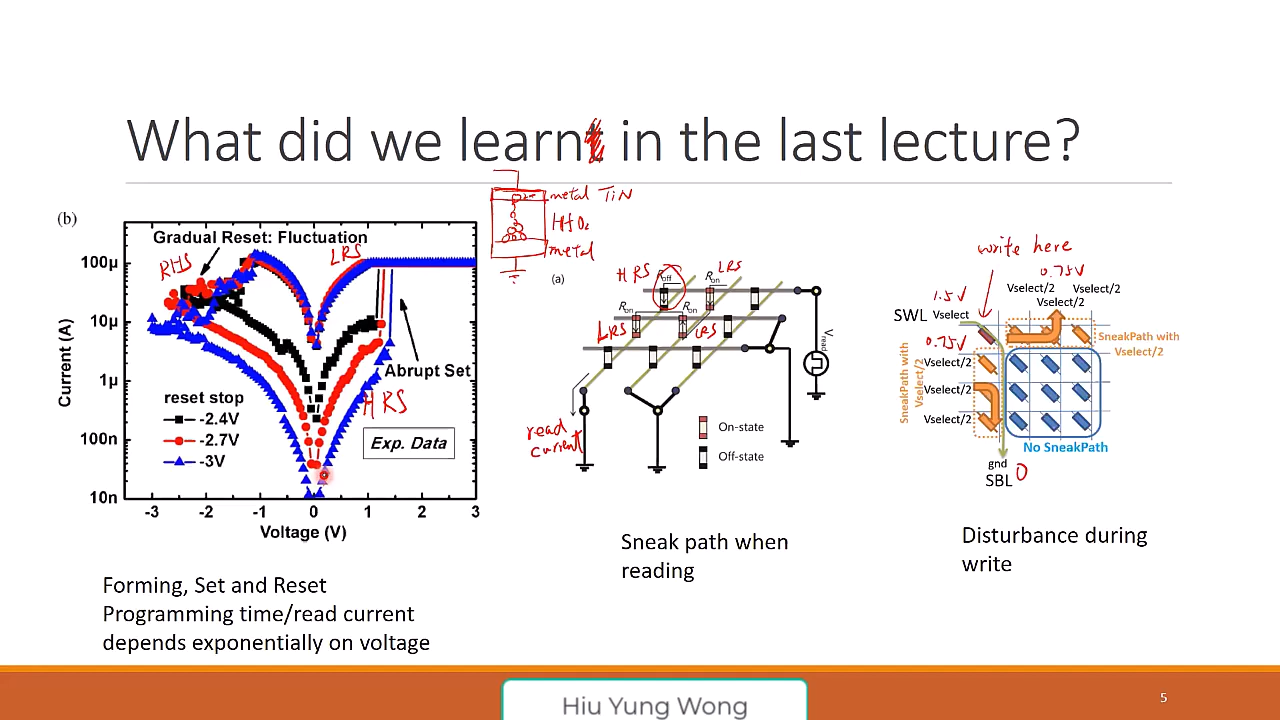 What did we learnt in the last lecture?
metal TiN
O2-
HfO2
metal
(b)
Gradual Reset: Fluctuation
RHS
LRS
100µ
10µ
1µ
100n
10n
Current (A)
Abrupt Set
HRS
reset stop
-2.4V
-2.7V
-3V
Exp. Data
-3 -2 -1 0 1 2 3
Voltage (V)
Forming, Set and Reset
Programming time/read current
depends exponentially on voltage
(a)
HRS
Roff
Ron
LRS
Ron
Ron
LRS
LRS
Vread
read
current
On-state
Off-state
Sneak path when
reading
write here
0.75V
Vselect/2 Vselect/2
Vselect/2
1.5V
SWL Vselect
0.75V
Vselect/2
Vselect/2
Vselect/2
SneakPath with
Vselect/2
SneakPath with
Vselect/2
No SneakPath
gnd
SBL 0
Disturbance during
write
5
Hiu Yung Wong